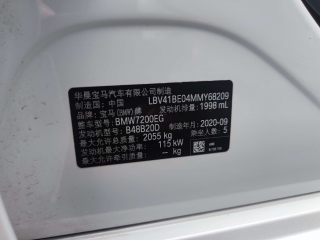 华晨宝马汽车有限公司制造
制造国：中国 LBV41BE04MMY68209
品牌：宝马(BMW)牌 发动机排量：1998 mL
整车型号：BMW7200EG
发动机型号：B48B20D
最大允许总质量：2055 kg 制造年月：2020-09
发动机最大净功率：115 kW 乘坐人数：5
最大允许牵引质量：-- kg